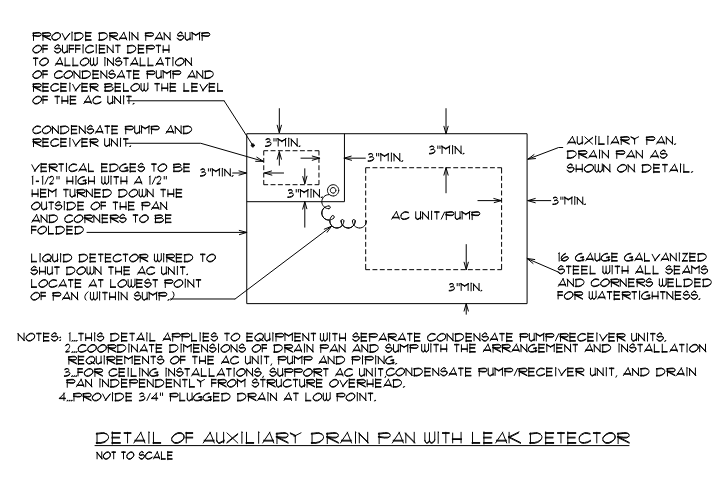 PROVIDE DRAIN PAN SUMP
OF SUFFICIENT DEPTH
TO ALLOW INSTALLATION
OF CONDENSATE PUMP AND
RECEIVER BELOW THE LEVEL
OF THE AC UNIT.
CONDENSATE PUMP AND
RECEIVER UNIT.
VERTICAL EDGES TO BE
1-1/2" HIGH WITH A 1/2"
HEM TURNED DOWN THE
OUTSIDE OF THE PAN
AND CORNERS TO BE
FOLDED
LIQUID DETECTOR WIRED TO
SHUT DOWN THE AC UNIT.
LOCATE AT LOWEST POINT
OF PAN (WITHIN SUMP.)
3"MIN.
3"MIN.
3"MIN.
3"MIN.
3"MIN.
AC UNIT/PUMP
3"MIN.
3"MIN.
AUXILIARY PAN.
DRAIN PAN AS
SHOWN ON DETAIL.
16 GAUGE GALVANIZED
STEEL WITH ALL SEAMS
AND CORNERS WELDED
FOR WATERTIGHTNESS.
NOTES: 1...THIS DETAIL APPLIES TO EQUIPMENT WITH SEPARATE CONDENSATE PUMP/RECEIVER UNITS.
2...COORDINATE DIMENSIONS OF DRAIN PAN AND SUMP WITH THE ARRANGEMENT AND INSTALLATION
REQUIREMENTS OF THE AC UNIT, PUMP AND PIPING.
3...FOR CEILING INSTALLATIONS, SUPPORT AC UNIT,CONDENSATE PUMP/RECEIVER UNIT, AND DRAIN
PAN INDEPENDENTLY FROM STRUCTURE OVERHEAD.
4...PROVIDE 3/4" PLUGGED DRAIN AT LOW POINT.
DETAIL OF AUXILIARY DRAIN PAN WITH LEAK DETECTOR
NOT TO SCALE